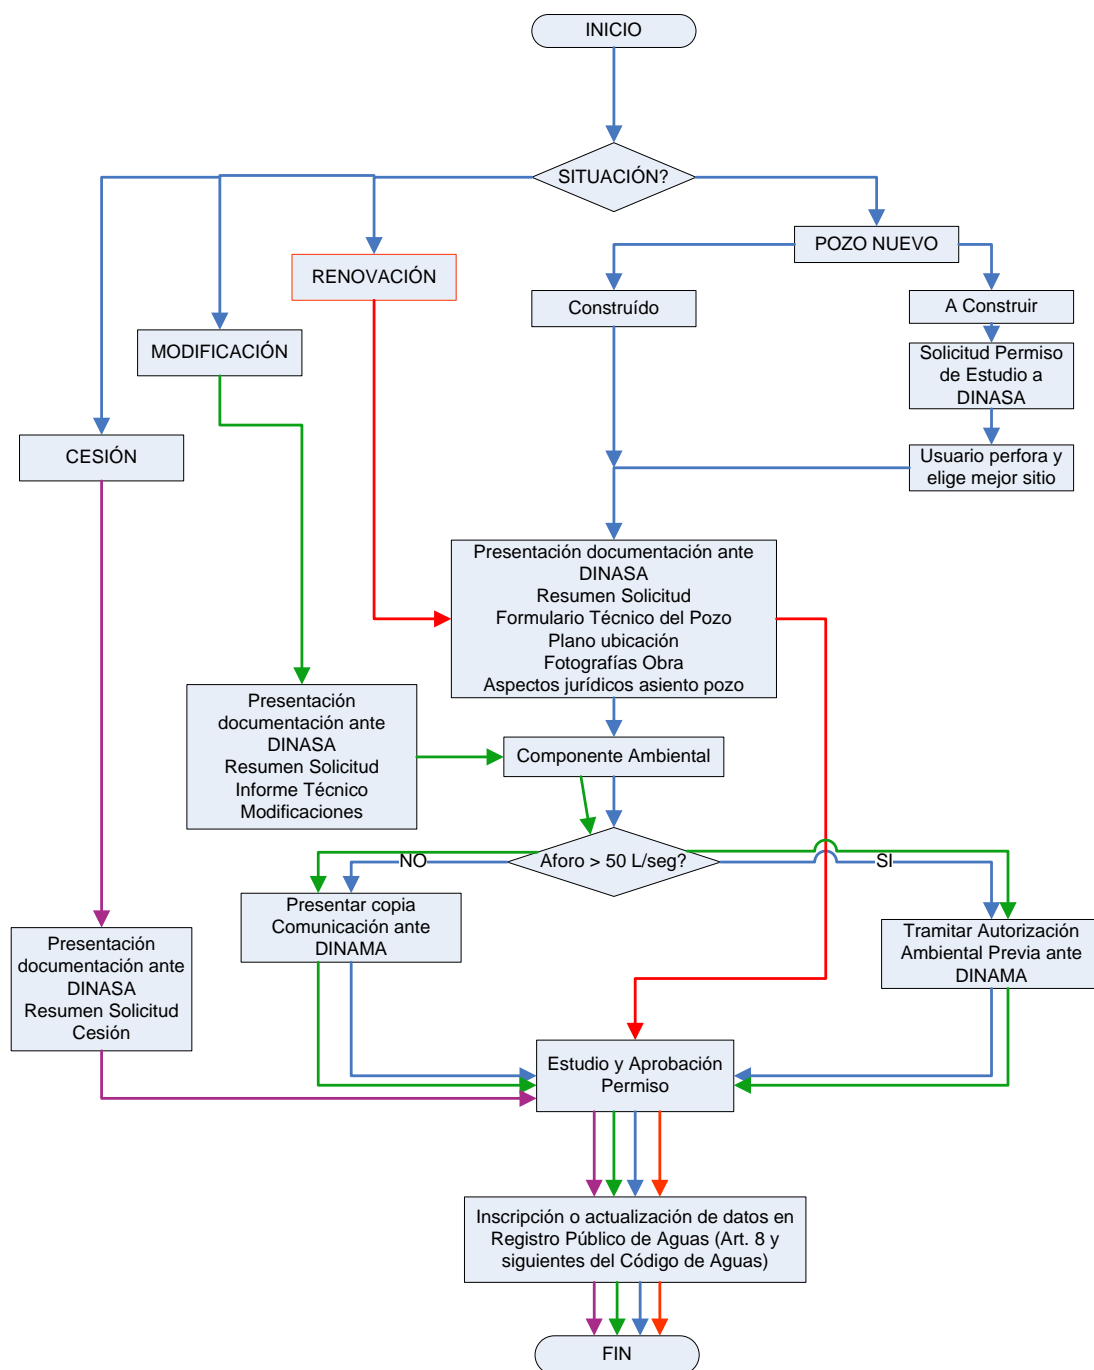 INICIO
SITUACIÓN?
POZO NUEVO
RENOVACIÓN
Construído
A Construir
MODIFICACIÓN
Solicitud Permiso
de Estudio a
DINASA
CESIÓN
Usuario perfora y
elige mejor sitio
Presentación documentación ante
DINASA
Resumen Solicitud
Formulario Técnico del Pozo
Plano ubicación
Fotografías Obra
Aspectos jurídicos asiento pozo
Presentación
documentación ante
DINASA
Resumen Solicitud
Informe Técnico
Modificaciones
Componente Ambiental
Aforo > 50 L/seg?
NO
SI
Presentar copia
Comunicación ante
DINAMA
Tramitar Autorización
Ambiental Previa ante
DINAMA
Presentación
documentación ante
DINASA
Resumen Solicitud
Cesión
Estudio y Aprobación
Permiso
Inscripción o actualización de datos en
Registro Público de Aguas (Art. 8 y
siguientes del Código de Aguas)
FIN